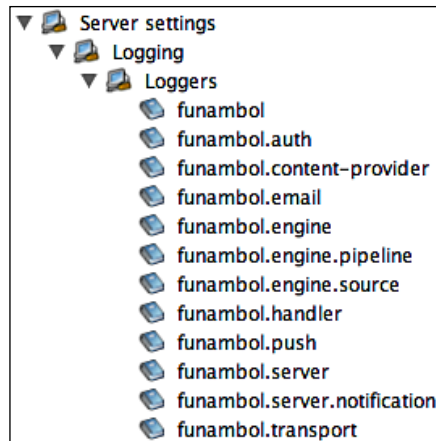 Server settings
Logging
Loggers
funambol
funambol.auth
funambol.content-provider
funambol.email
funambol.engine
funambol.engine.pipeline
funambol.engine.source
funambol.handler
funambol.push
funambol.server
funambol.server.notification
funambol.transport